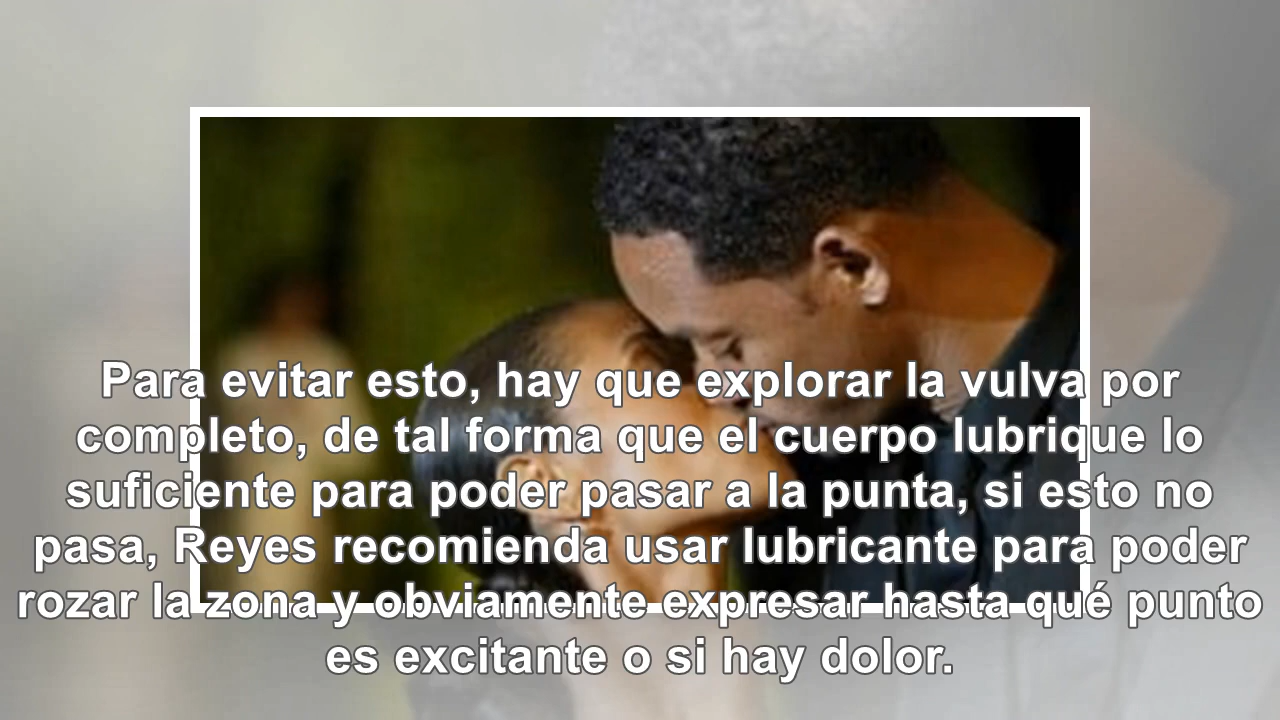 Para evitar esto, hay que explorar la vulva por
completo, de tal forma que el cuerpo lubrique lo
suficiente para poder pasar a la punta, si esto no
pasa, Reyes recomienda usar lubricante para poder
rozar la zona y obviamente expresar hasta qué punto
es excitante o si hay dolor.